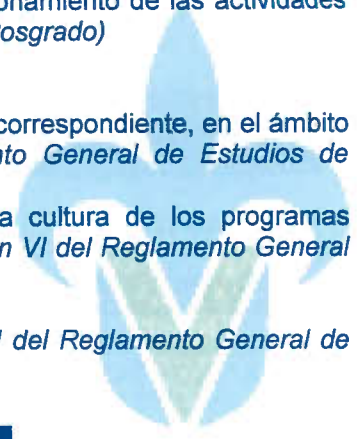 onamiento de las actividades
osgrado)
correspondiente, en el ámbito
nto General de Estudios de
a cultura de los programas
n VI del Reglamento General
del Reglamento General de